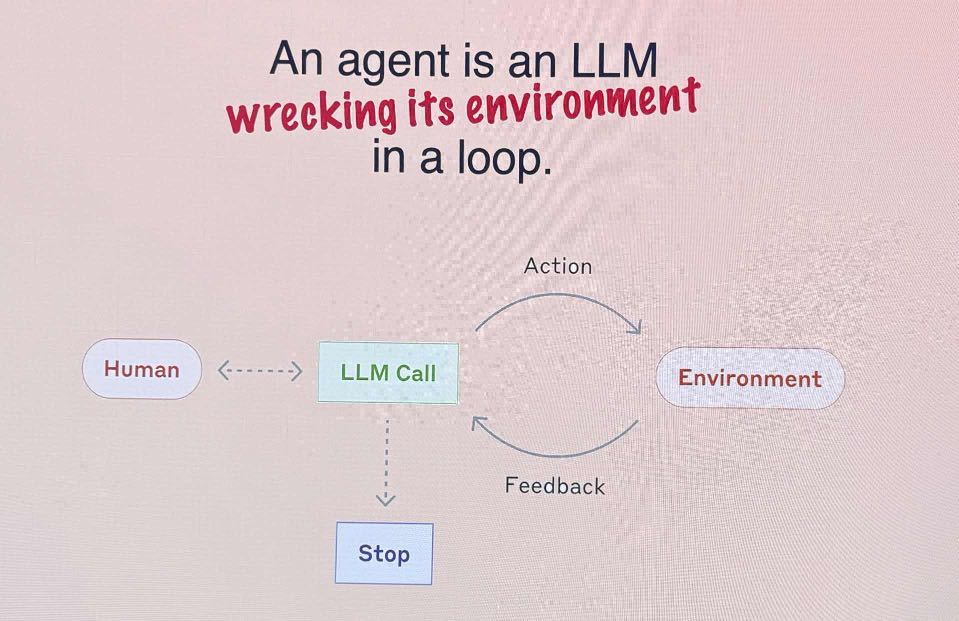 An agent is an LLM
wrecking its environment
in a loop.
Action
Human
LLM Call
Environment
Feedback
Stop